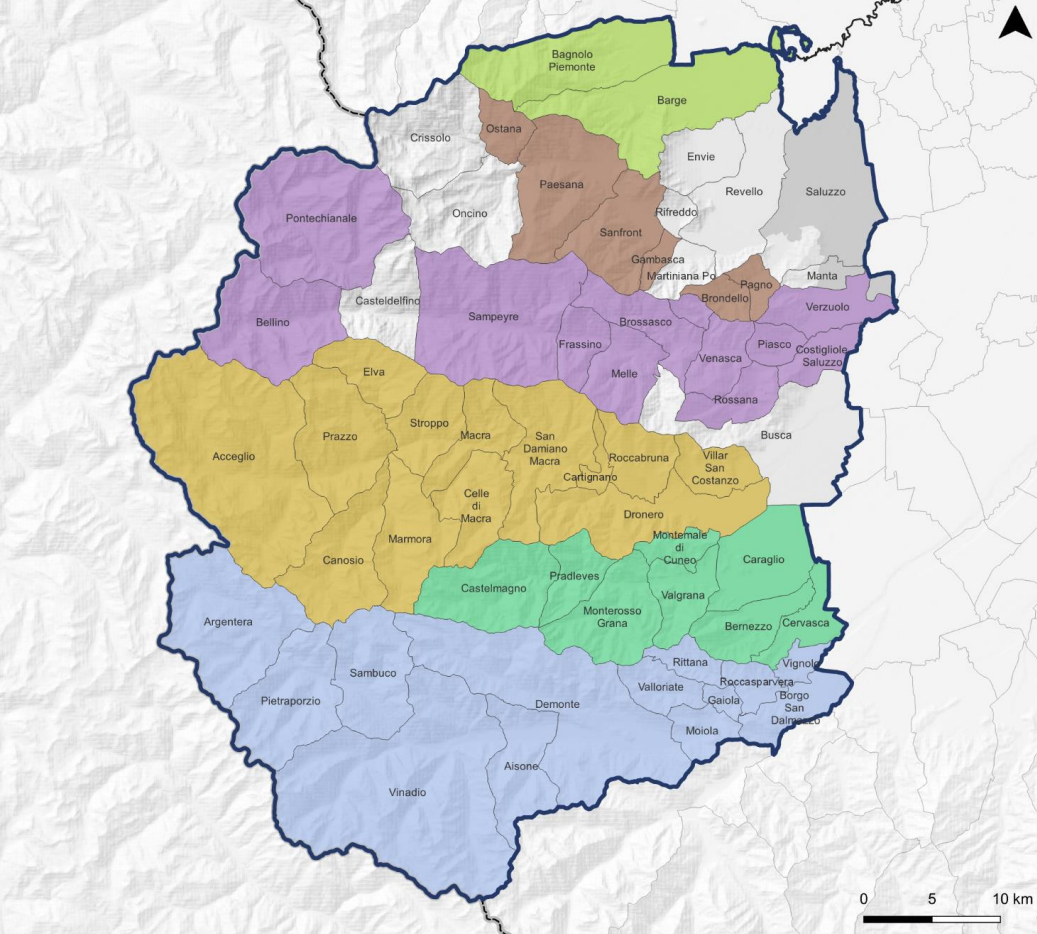 Bagnolo
Piemonte
Barge
Ostana
Crissolo
Envie
Paesana
Revello
Saluzzo
Oncino
Rifreddo
Pontechianale
Sanfront
Gambasca
Martiniana Po
Manta
Pagno
Brondello
Casteldelfino
Verzuolo
Sampeyre
Bellino
Brossasco
Frassino
Piasco
Costigliole
Saluzzo
Venasca
Melle
Elva
Rossana
Stroppo
Macra
Prazzo
San
Damiano
Macra
Busca
Acceglio
Roccabruna
Villar
San
Costanzo
Cartignano
Celle
di
Macra
Dronero
Marmora
Montemale
di
Cuneo
Canosio
Caraglio
Pradleves
Castelmagno
Valgrana
Monterosso
Grana
Argentera
Bernezzo
Cervasca
Rittana
Vignolo
Sambuco
Roccasparvera
Valloriate
Gaiola
Borgo
San
Dalmazzo
Pietraporzio
Demonte
Moiola
Aisone
Vinadio
0 5 10 km